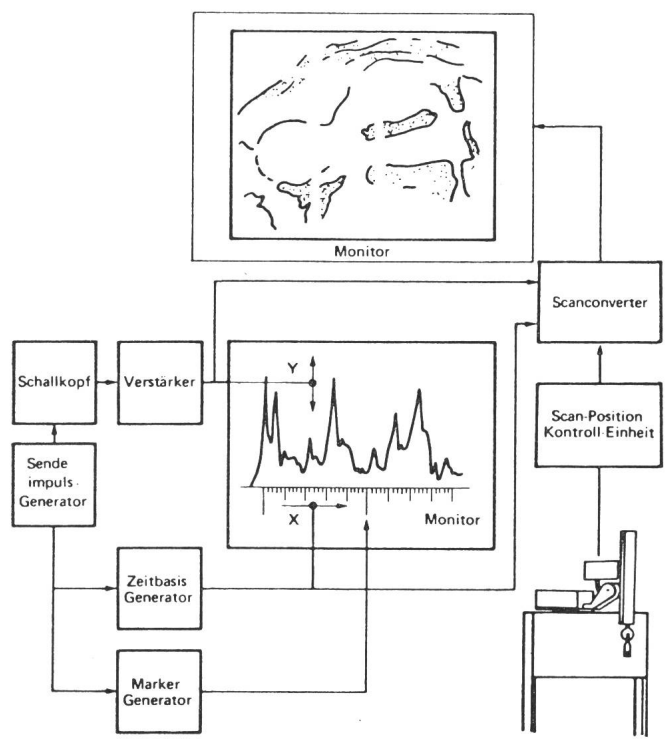 Monitor
Scanconverter
Schallkopf
Verstärker
Y
Scan-Position
Kontroll-Einheit
Sende
impuls-
Generator
X
Monitor
Zeitbasis
Generator
Marker
Generator